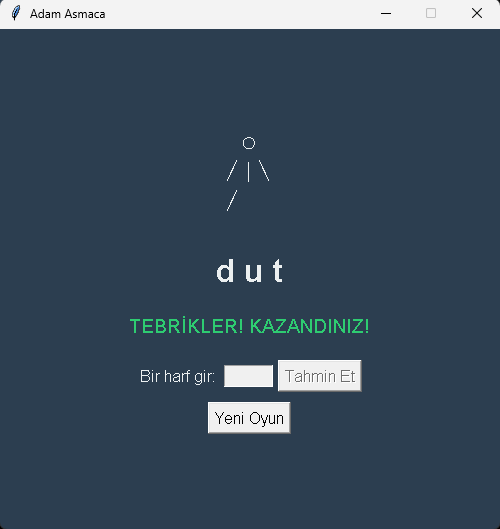 Adam Asmaca
d u t
TEBRİKLER! KAZANDINIZ!
Bir harf gir: Tahmin Et
Yeni Oyun